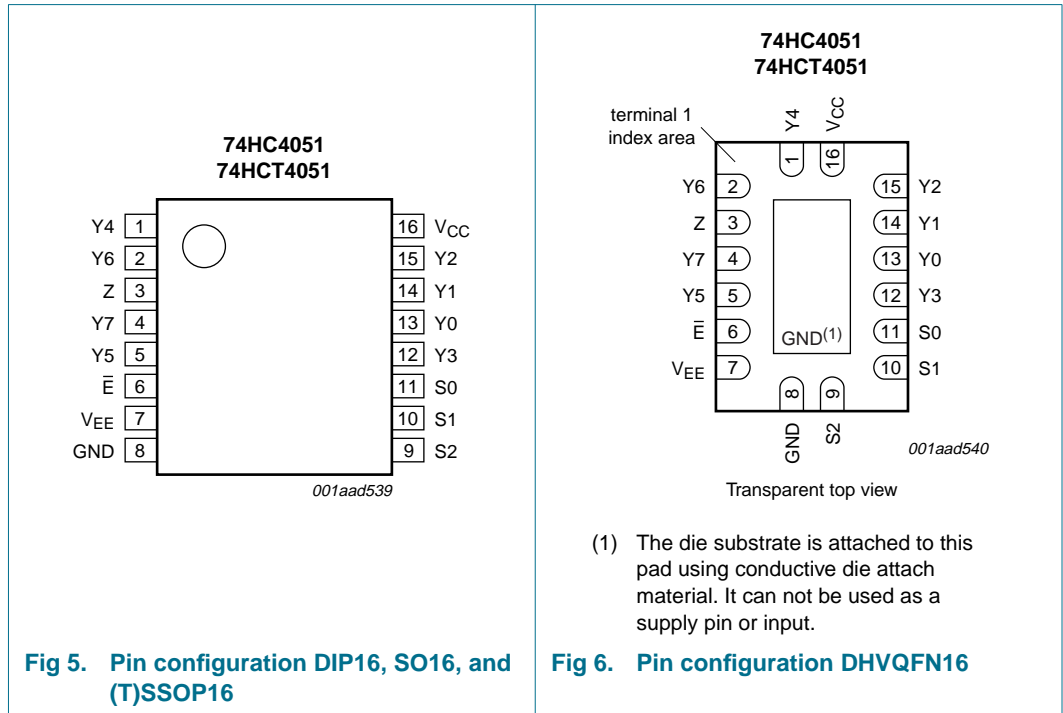 74HC4051
74HCT4051
Y4 1
Y6 2
Z 3
Y7 4
Y5 5
E̅ 6
VEE 7
GND 8
16 VCC
15 Y2
14 Y1
13 Y0
12 Y3
11 S0
10 S1
9 S2
001aad539
Fig 5. Pin configuration DIP16, SO16, and
(T)SSOP16
74HC4051
74HCT4051
terminal 1
index area
Y4 1
VCC 16
Y6 2
Z 3
Y7 4
Y5 5
E̅ 6
VEE 7
15 Y2
14 Y1
13 Y0
12 Y3
11 S0
10 S1
GND(1)
GND 8
S2 9
001aad540
Transparent top view
(1) The die substrate is attached to this
pad using conductive die attach
material. It can not be used as a
supply pin or input.
Fig 6. Pin configuration DHVQFN16